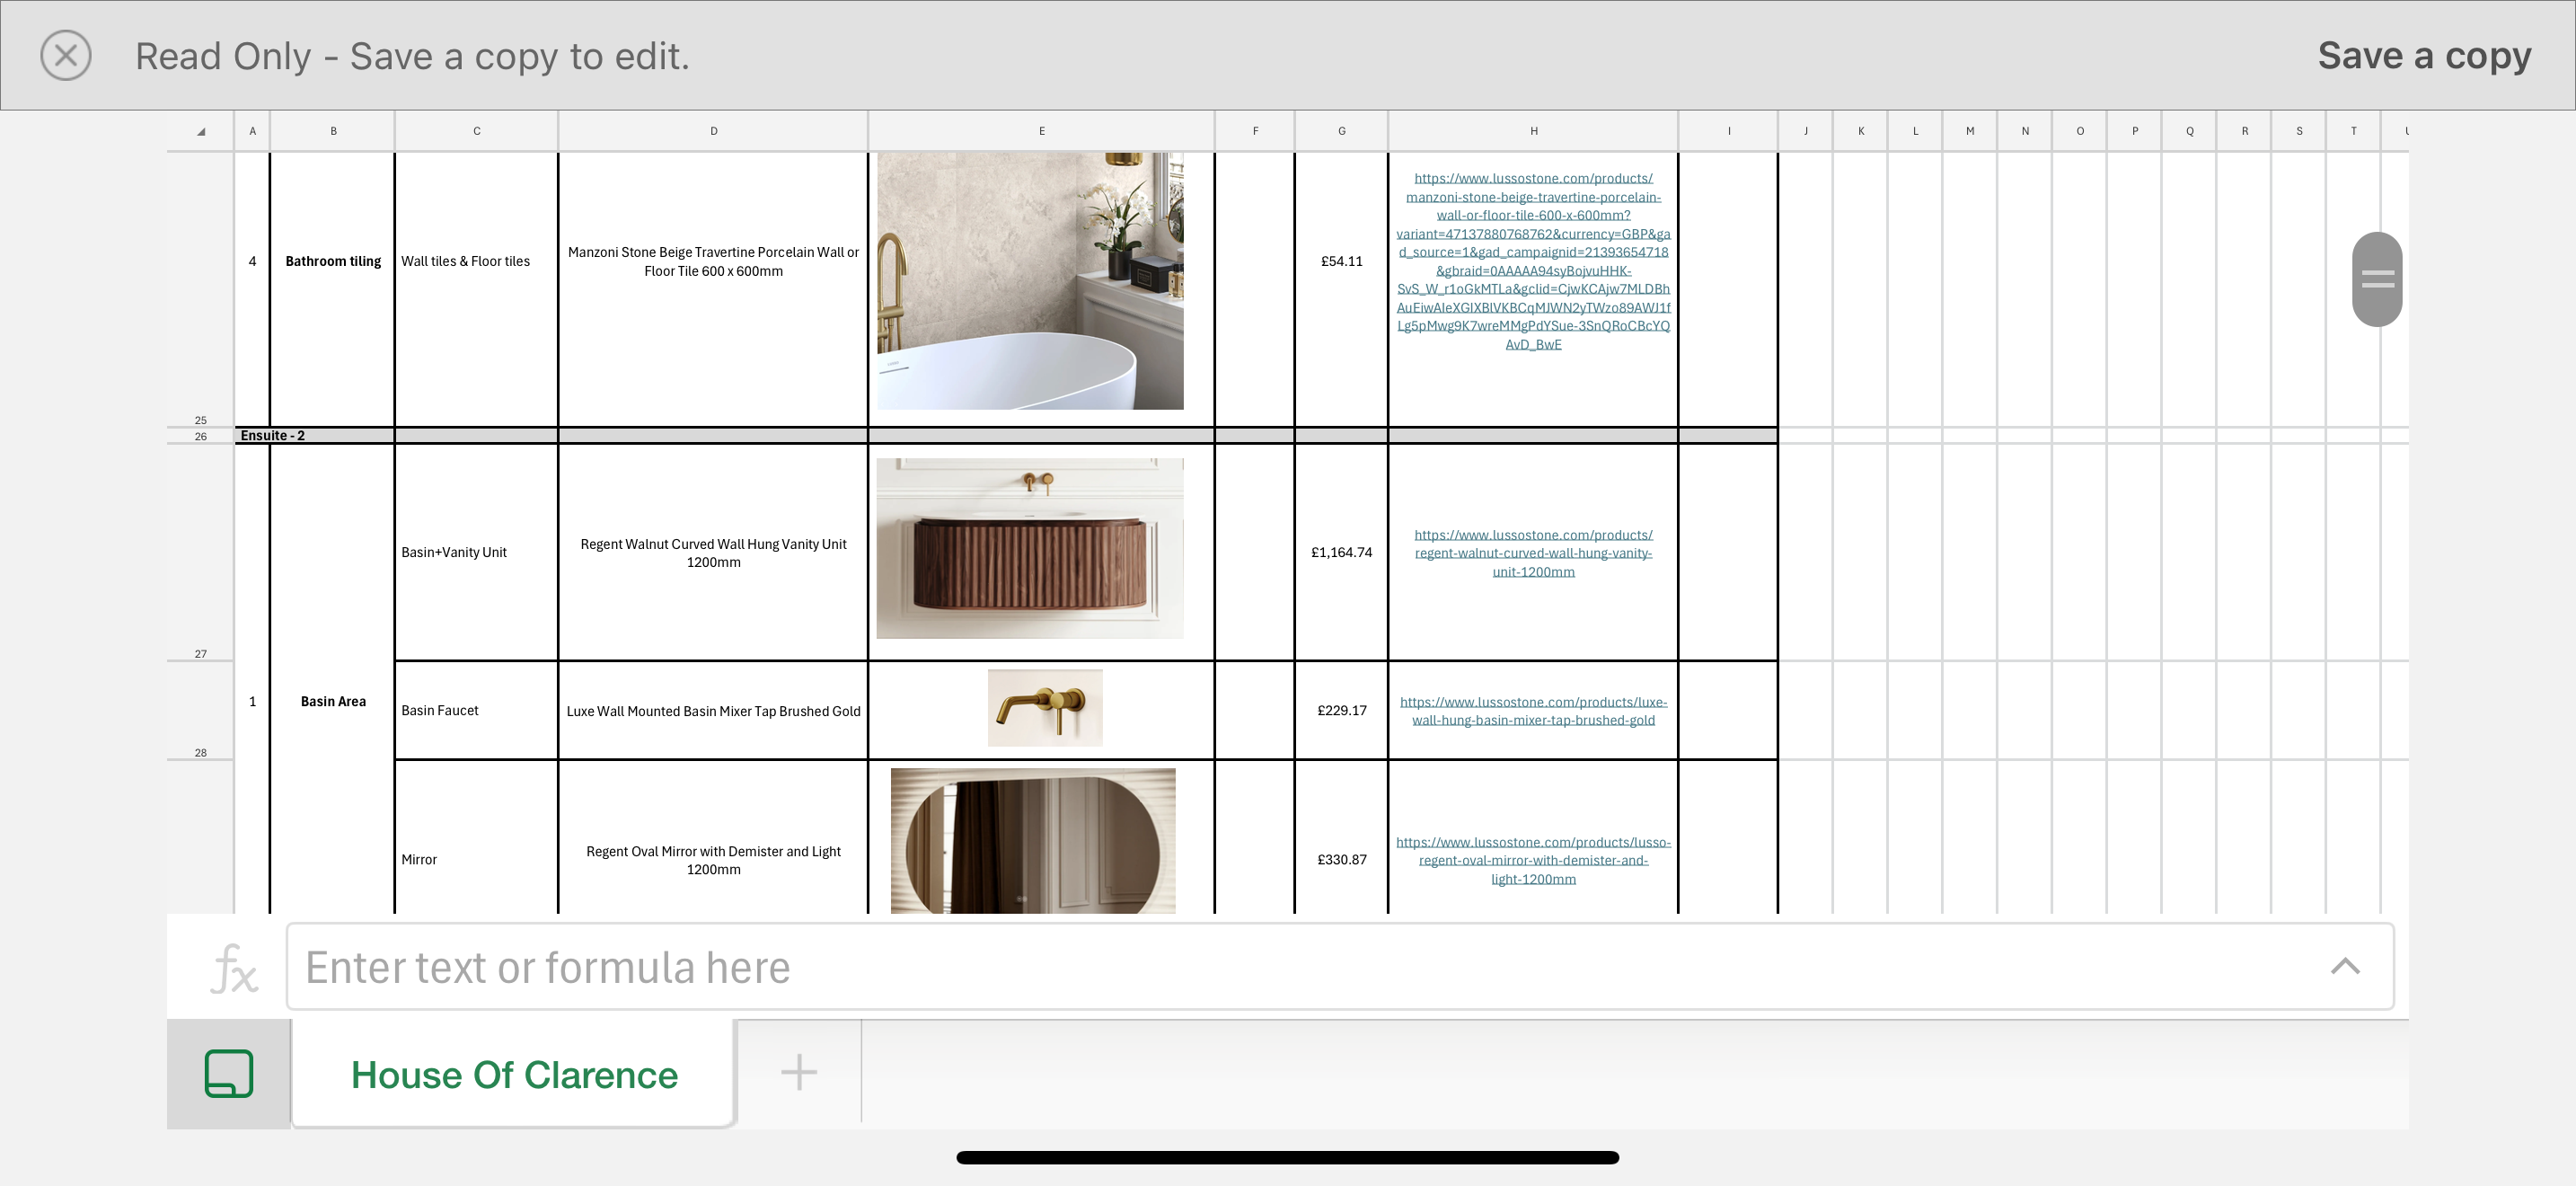 Read Only - Save a copy to edit.
Save a copy
A B C D E F G H I J K L M N O P Q R S T
4
Bathroom tiling
Wall tiles & Floor tiles
Manzoni Stone Beige Travertine Porcelain Wall or
Floor Tile 600 x 600mm
£54.11
https://www.lussostone.com/products/
manzoni-stone-beige-travertine-porcelain-
wall-or-floor-tile-600-x-600mm?
variant=47137880768762&currency=GBP&ga
d_source=1&gad_campaignid=21393654718
&gbraid=0AAAAA94syBojvuHHK-
SvS_W_r1oGkMTLa&gclid=CjwKCAjw7MLDBh
AuEiwAIeXGIXBlVKBCqMJWN2yTWzo89AWJ1f
Lg5pMwg9K7wreMMgPdYSue-3SnQRoCBcYQ
AvD_BwE
25
26
Ensuite - 2
Basin+Vanity Unit
Regent Walnut Curved Wall Hung Vanity Unit
1200mm
£1,164.74
https://www.lussostone.com/products/
regent-walnut-curved-wall-hung-vanity-
unit-1200mm
27
1
Basin Area
Basin Faucet
Luxe Wall Mounted Basin Mixer Tap Brushed Gold
£229.17
https://www.lussostone.com/products/luxe-
wall-hung-basin-mixer-tap-brushed-gold
28
Mirror
Regent Oval Mirror with Demister and Light
1200mm
£330.87
https://www.lussostone.com/products/lusso-
regent-oval-mirror-with-demister-and-
light-1200mm
fx
Enter text or formula here
House Of Clarence